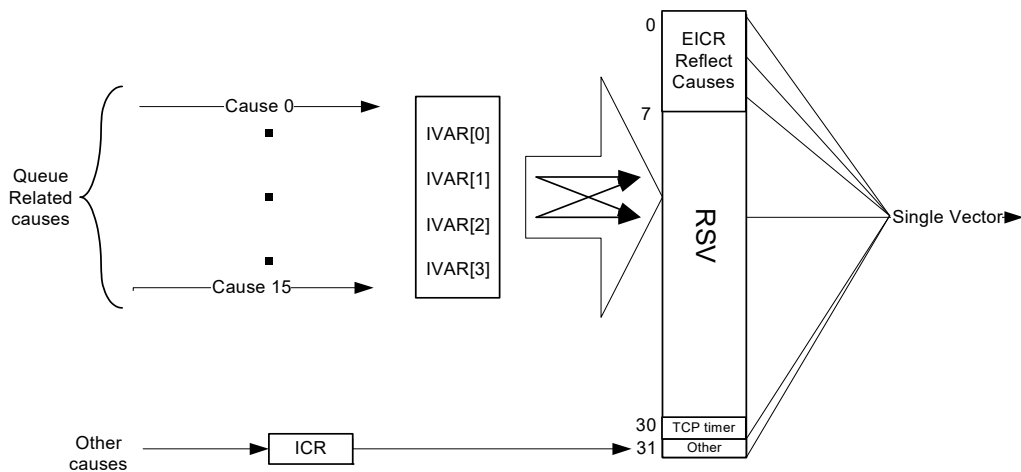 0
EICR
Reflect
Causes
7
Cause 0
Queue
Related
causes
IVAR[0]
IVAR[1]
IVAR[2]
IVAR[3]
RSV
Single Vector
Cause 15
30
TCP timer
31
Other
Other
causes
ICR